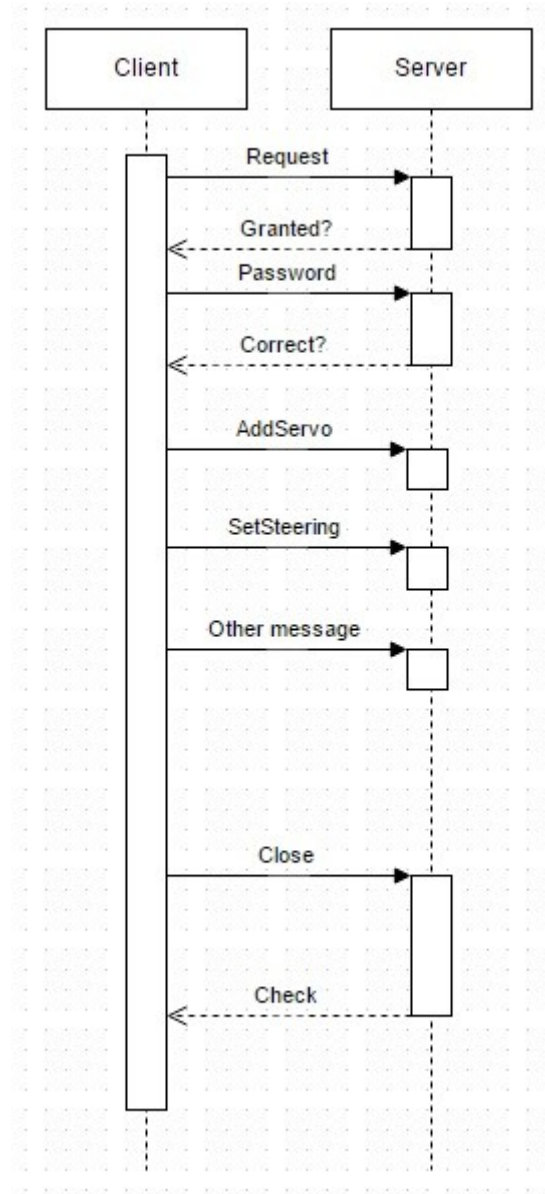 Client
Server
Request
Granted?
Password
Correct?
AddServo
SetSteering
Other message
Close
Check